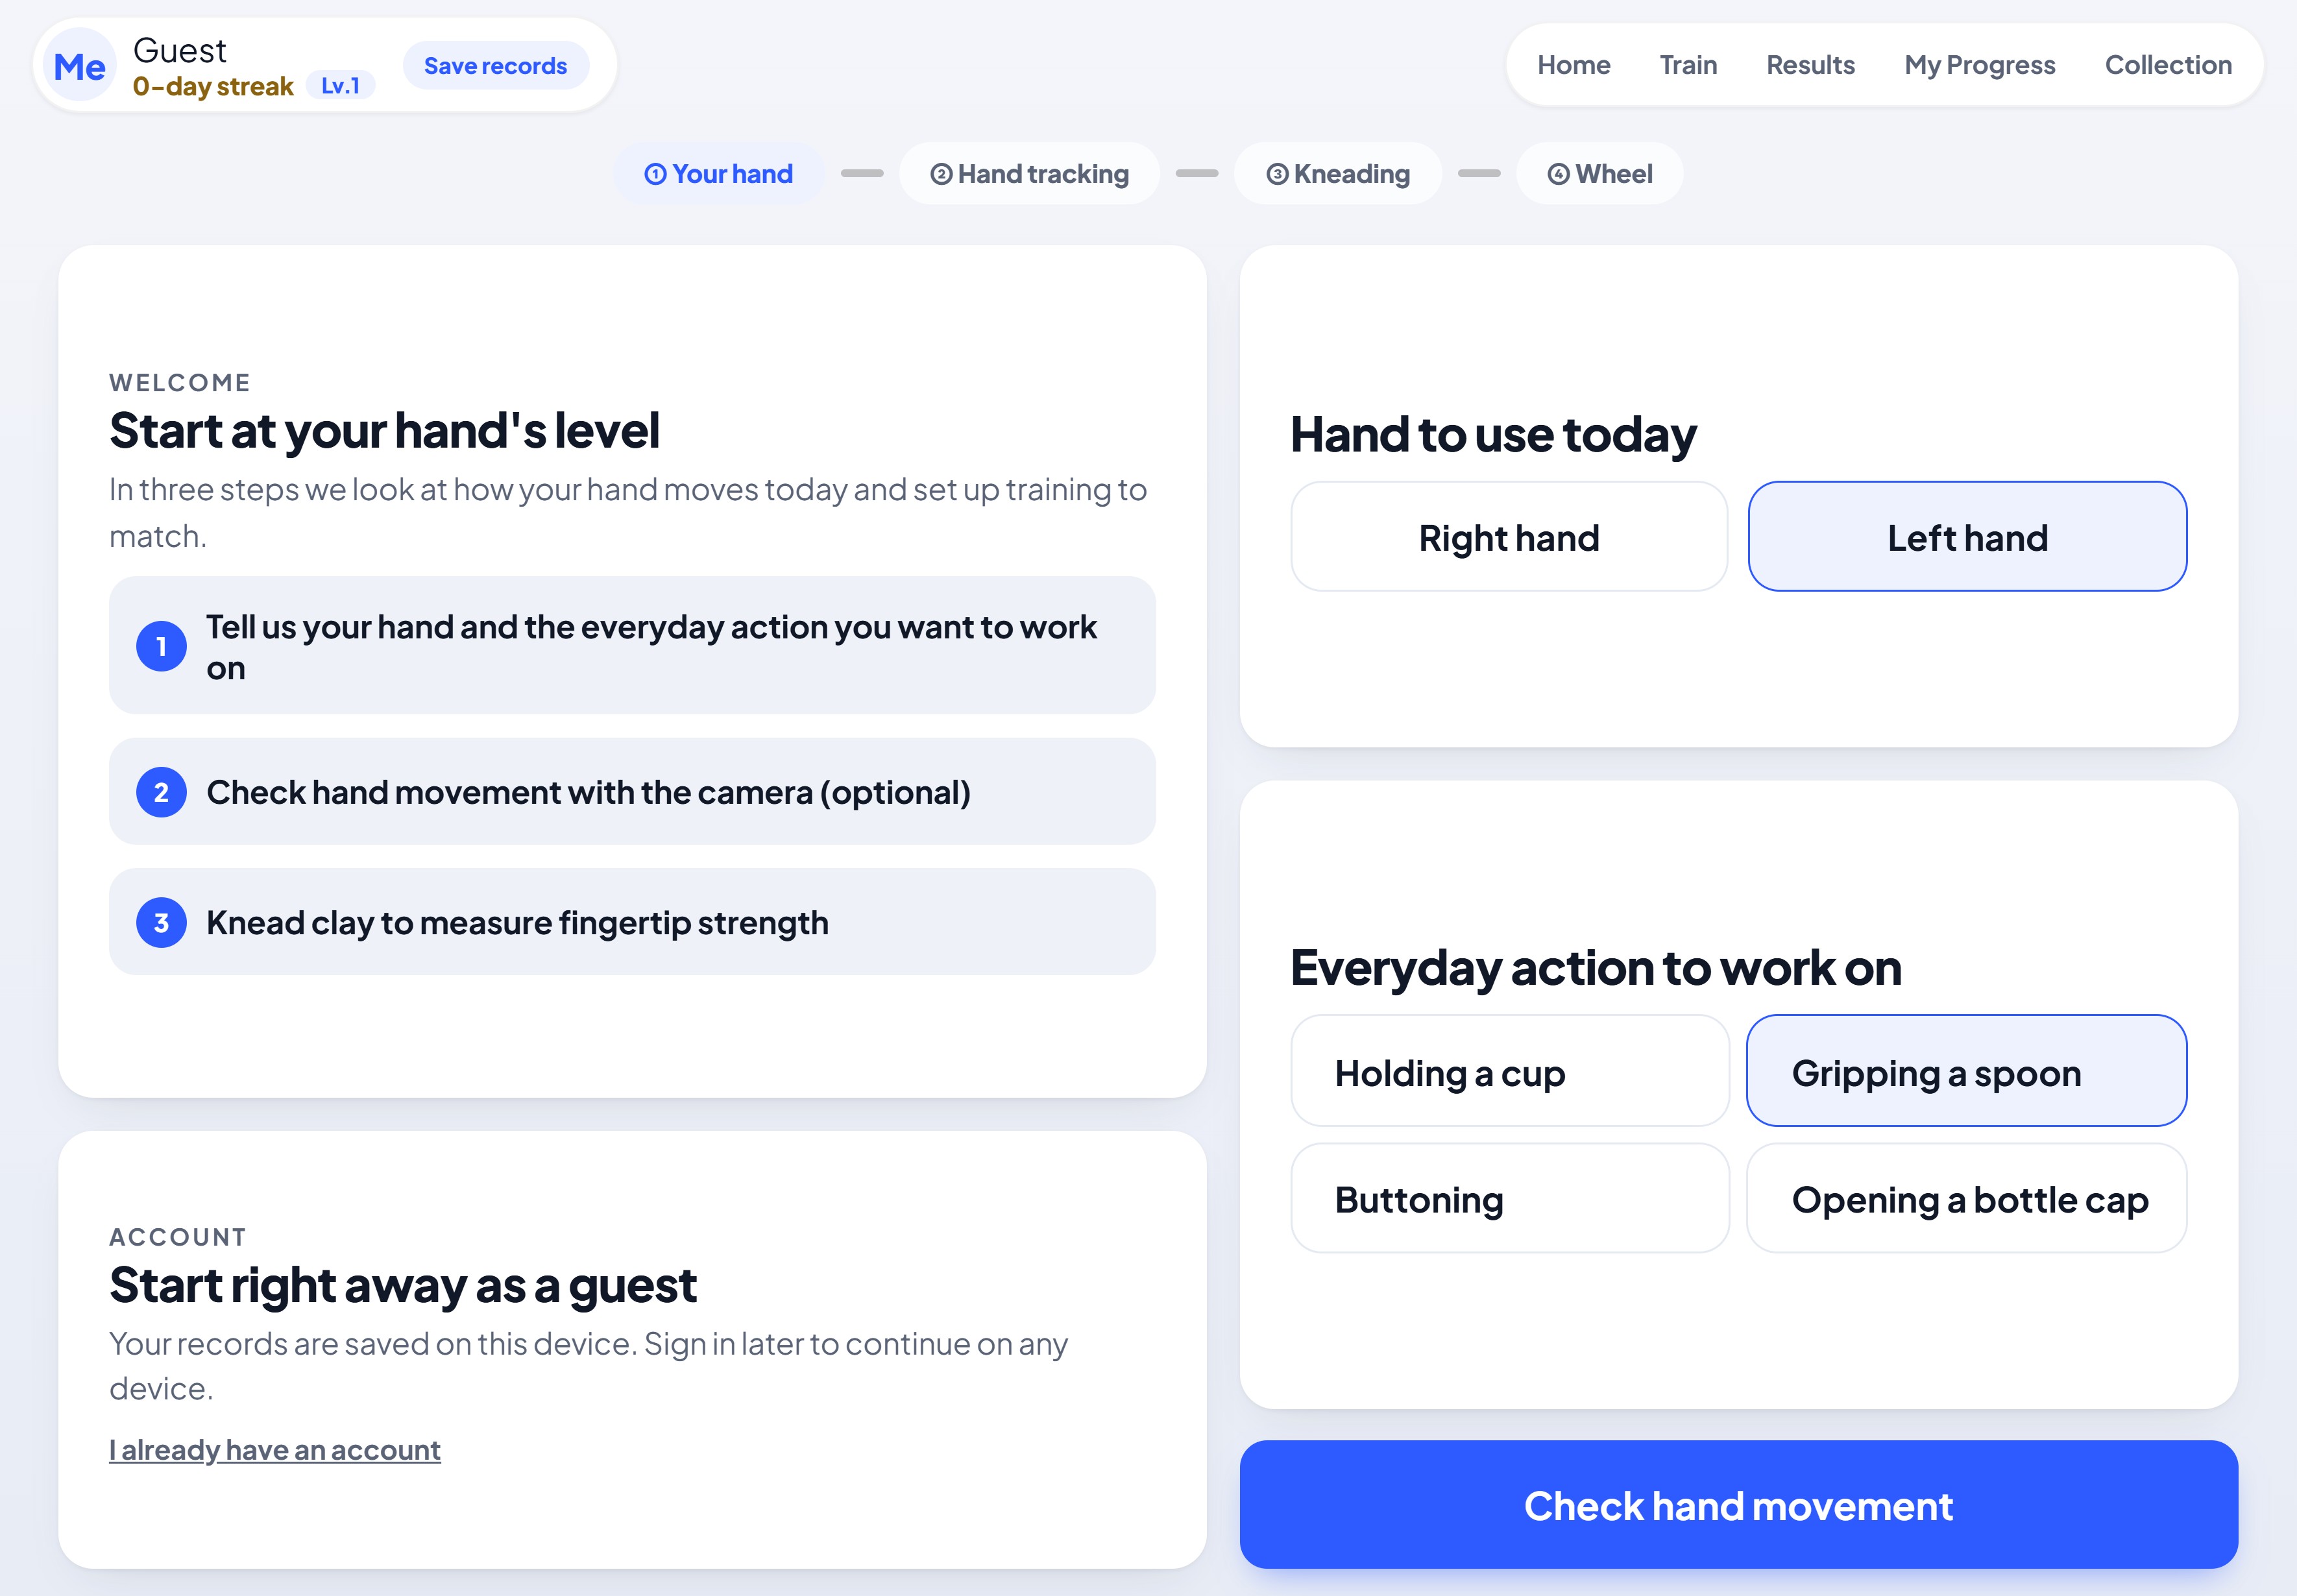 Me
Guest
0-day streak Lv.1
Save records
Home Train Results My Progress Collection
① Your hand ② Hand tracking ③ Kneading ④ Wheel
WELCOME
Start at your hand's level
In three steps we look at how your hand moves today and set up training to
match.
1 Tell us your hand and the everyday action you want to work
on
2 Check hand movement with the camera (optional)
3 Knead clay to measure fingertip strength
ACCOUNT
Start right away as a guest
Your records are saved on this device. Sign in later to continue on any
device.
I already have an account
Hand to use today
Right hand Left hand
Everyday action to work on
Holding a cup Gripping a spoon
Buttoning Opening a bottle cap
Check hand movement